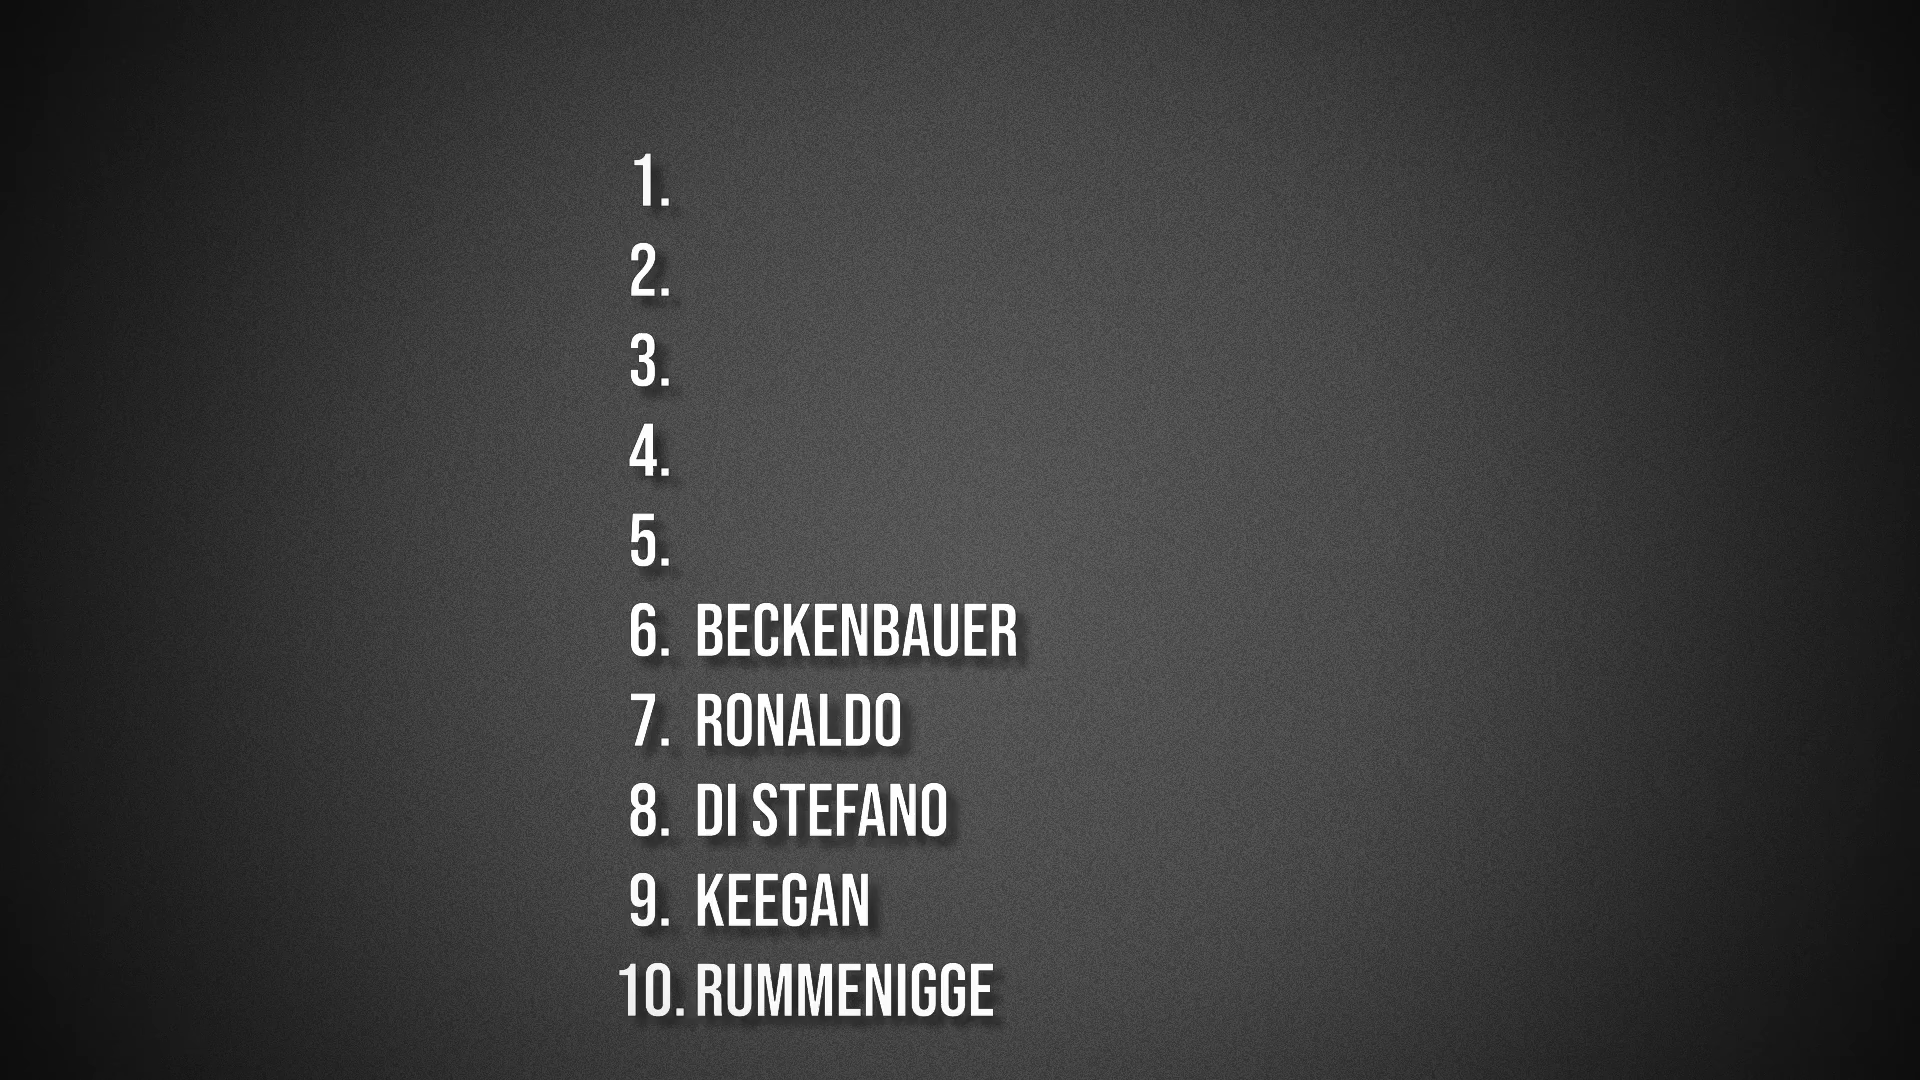 1.
2.
3.
4.
5.
6. BECKENBAUER
7. RONALDO
8. DI STEFANO
9. KEEGAN
10. RUMMENIGGE